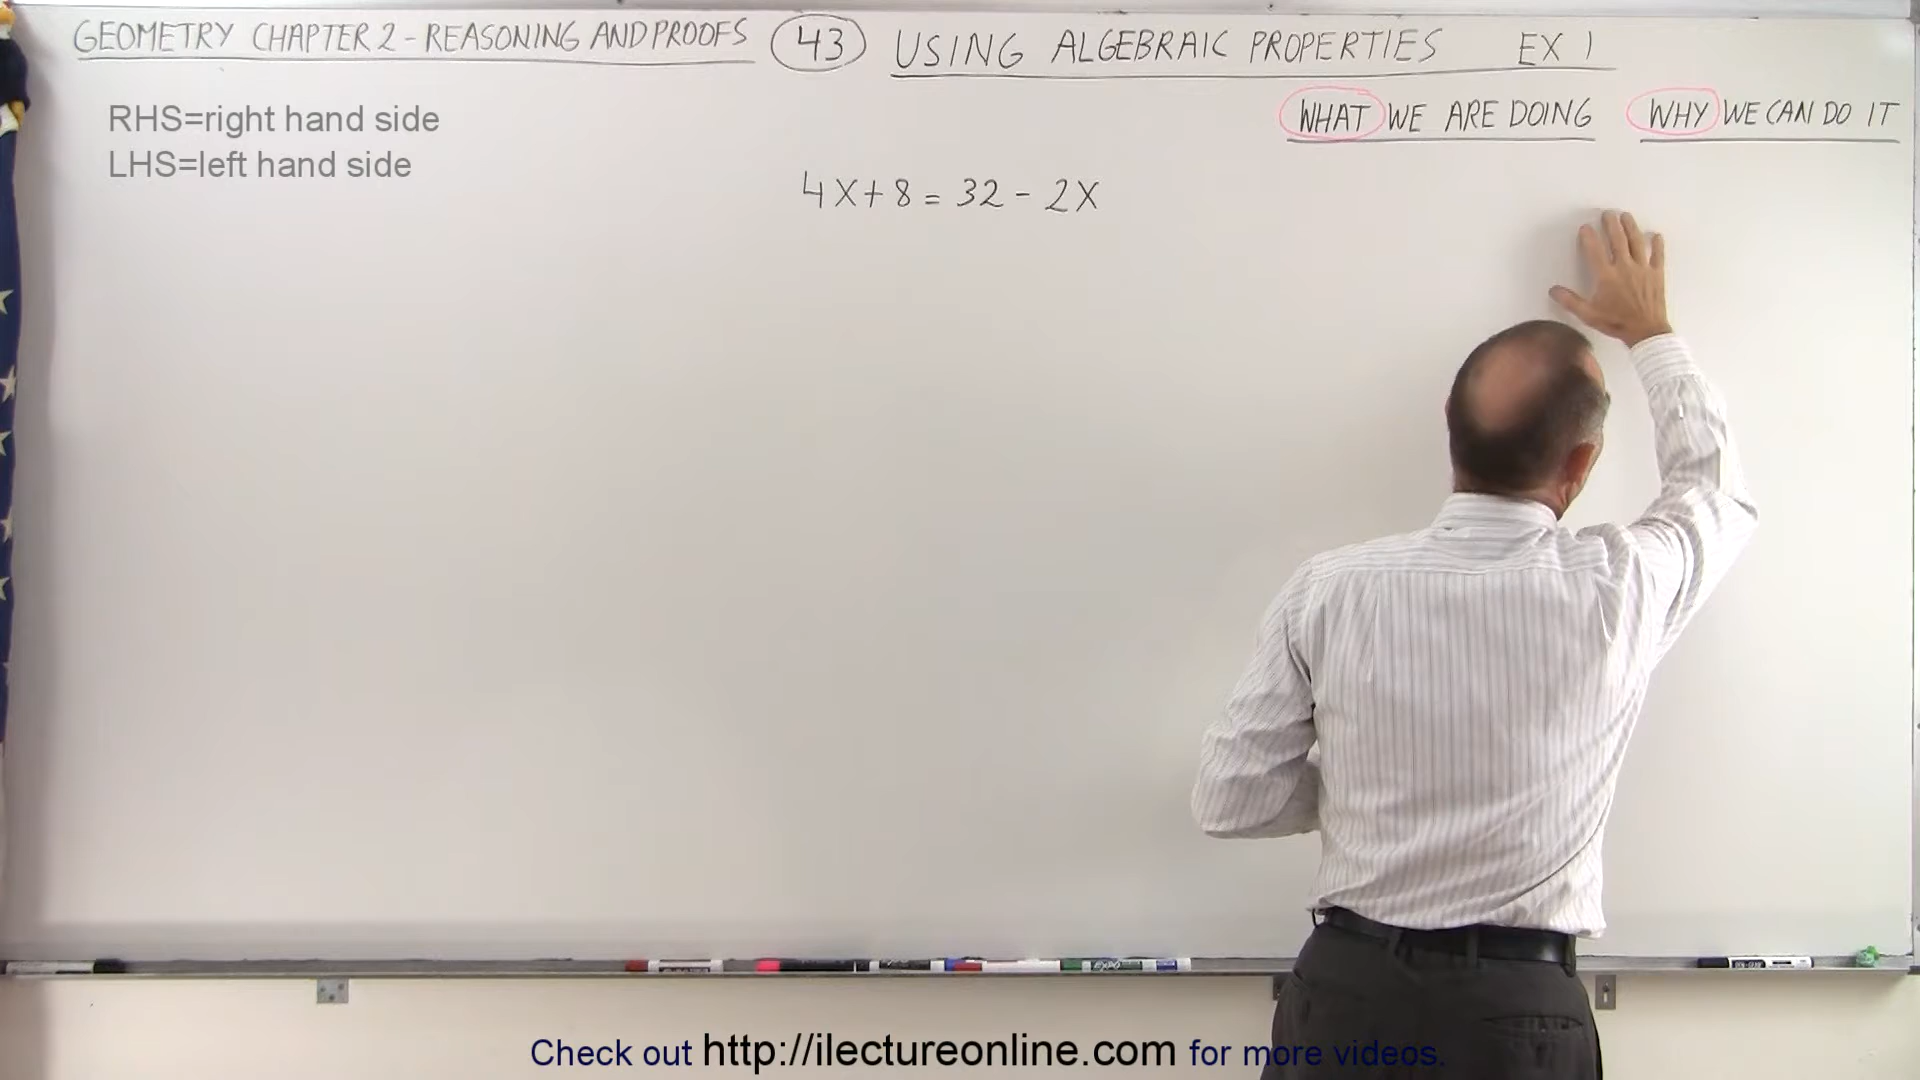 GEOMETRY CHAPTER 2 - REASONING AND PROOFS 43 USING ALGEBRAIC PROPERTIES EX 1
RHS=right hand side
LHS=left hand side
WHAT WE ARE DOING WHY WE CAN DO IT
4X+8=32-2X
Check out http://ilectureonline.com for more videos.